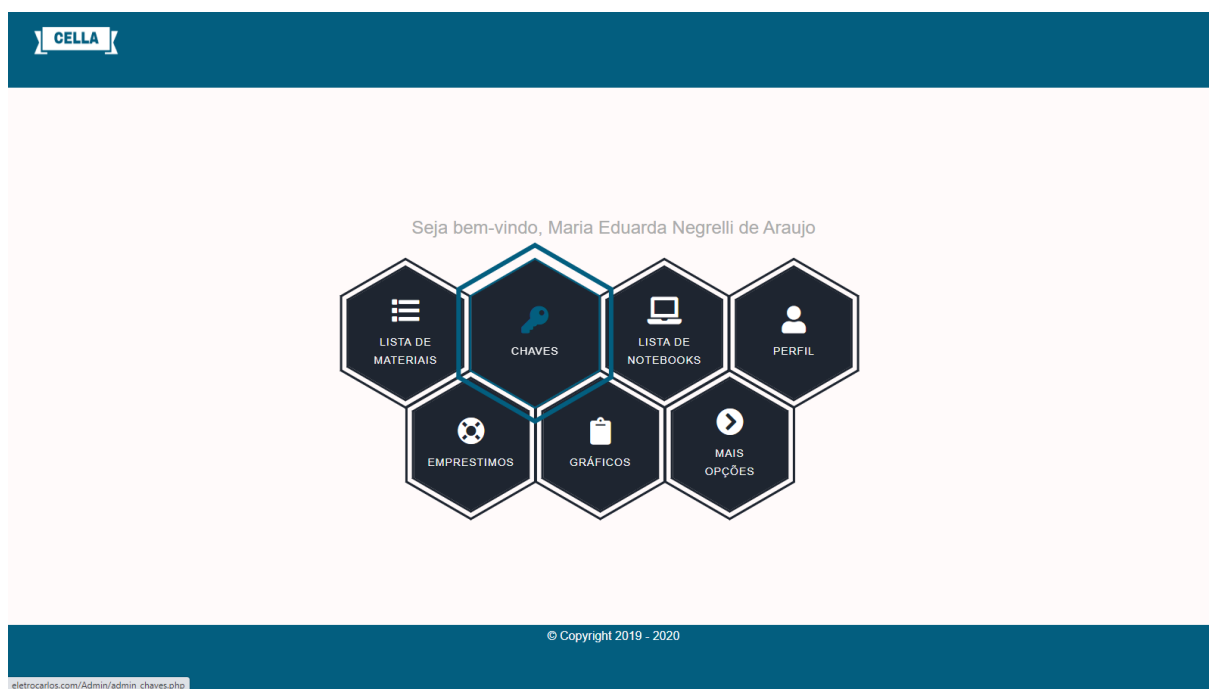 CELLA
Seja bem-vindo, Maria Eduarda Negrelli de Araujo
LISTA DE
MATERIAIS
CHAVES
LISTA DE
NOTEBOOKS
PERFIL
EMPRESTIMOS
GRÁFICOS
MAIS
OPÇÕES
© Copyright 2019 - 2020
eletrocarlos.com/Admin/admin_chaves.php